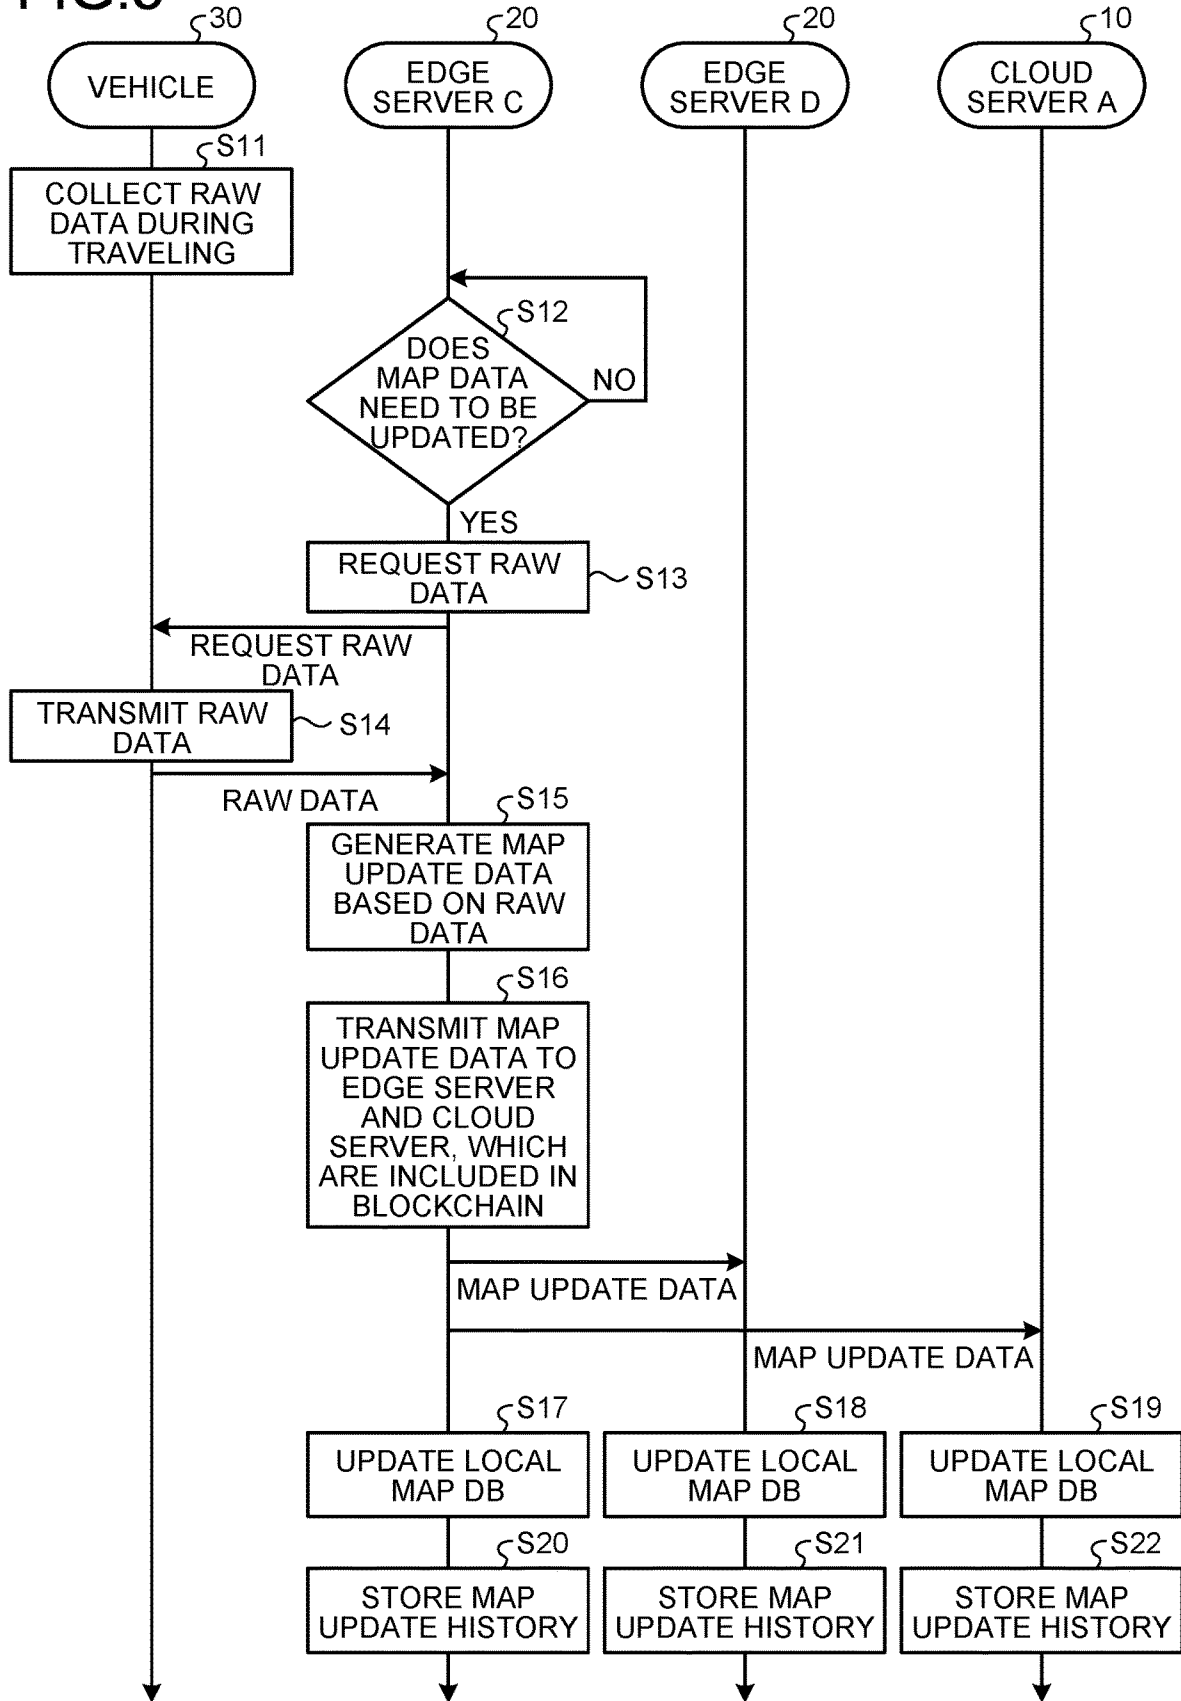 30
20
20
10
VEHICLE
EDGE
SERVER C
EDGE
SERVER D
CLOUD
SERVER A
S11
COLLECT RAW
DATA DURING
TRAVELING
S12
DOES
MAP DATA
NEED TO BE
UPDATED?
NO
YES
REQUEST RAW
DATA
S13
REQUEST RAW
DATA
TRANSMIT RAW
DATA
S14
RAW DATA
S15
GENERATE MAP
UPDATE DATA
BASED ON RAW
DATA
S16
TRANSMIT MAP
UPDATE DATA TO
EDGE SERVER
AND CLOUD
SERVER, WHICH
ARE INCLUDED IN
BLOCKCHAIN
MAP UPDATE DATA
MAP UPDATE DATA
S17
UPDATE LOCAL
MAP DB
S18
UPDATE LOCAL
MAP DB
S19
UPDATE LOCAL
MAP DB
S20
STORE MAP
UPDATE HISTORY
S21
STORE MAP
UPDATE HISTORY
S22
STORE MAP
UPDATE HISTORY